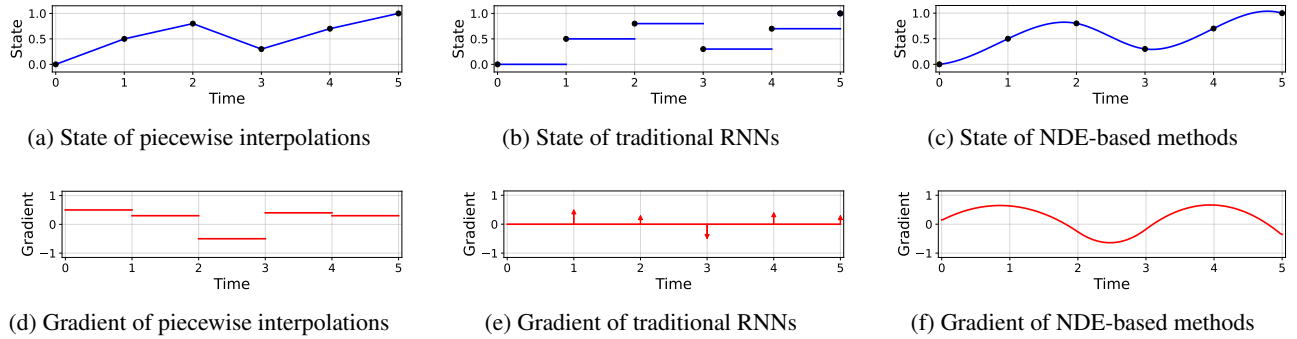 State
1.0
0.5
0.0
0 1 2 3 4 5
Time
(a) State of piecewise interpolations
State
1.0
0.5
0.0
0 1 2 3 4 5
Time
(b) State of traditional RNNs
State
1.0
0.5
0.0
0 1 2 3 4 5
Time
(c) State of NDE-based methods
Gradient
1
0
−1
0 1 2 3 4 5
Time
(d) Gradient of piecewise interpolations
Gradient
1
0
−1
0 1 2 3 4 5
Time
(e) Gradient of traditional RNNs
Gradient
1
0
−1
0 1 2 3 4 5
Time
(f) Gradient of NDE-based methods